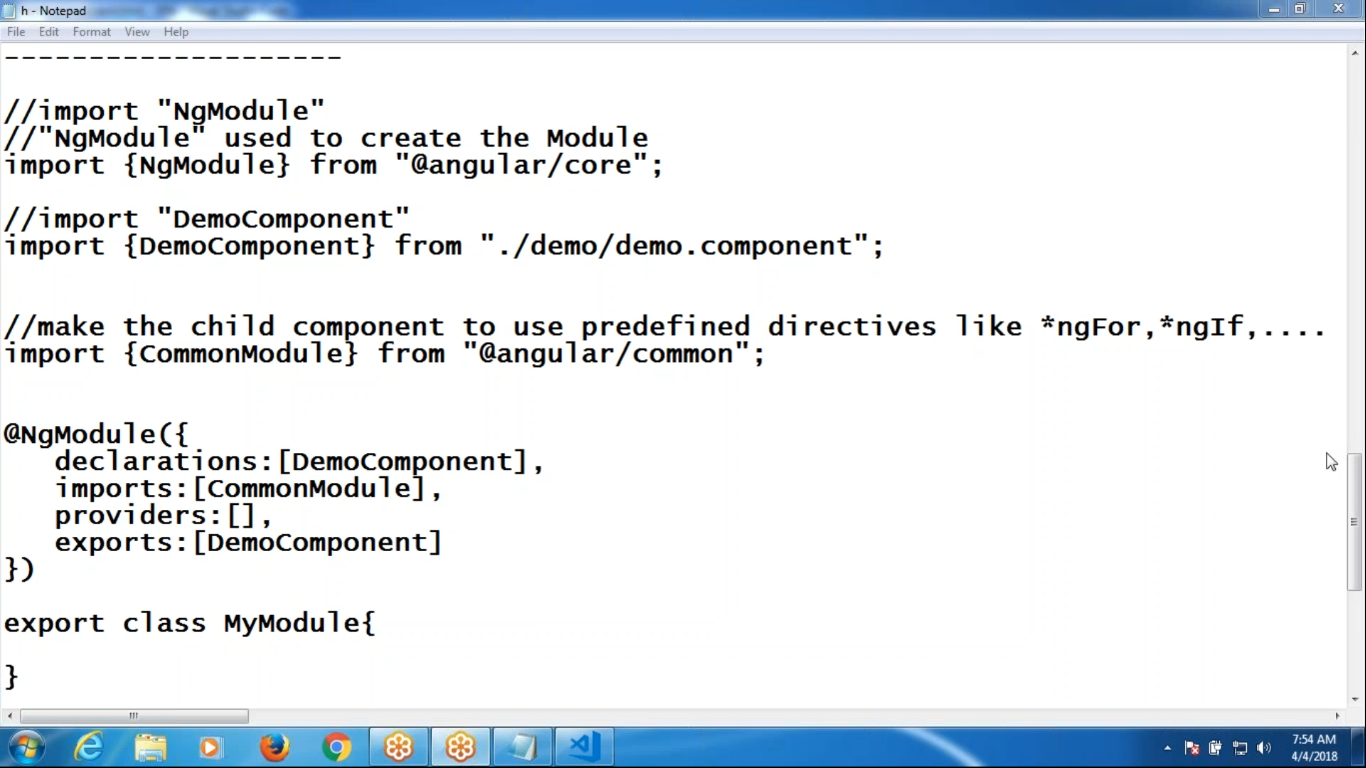 h - Notepad
File Edit Format View Help
--------------------
//import "NgModule"
//"NgModule" used to create the Module
import {NgModule} from "@angular/core";
//import "DemoComponent"
import {DemoComponent} from "./demo/demo.component";
//make the child component to use predefined directives like *ngFor,*ngIf,....
import {CommonModule} from "@angular/common";
@NgModule({
declarations:[DemoComponent],
imports:[CommonModule],
providers:[],
exports:[DemoComponent]
})
export class MyModule{
}
7:54 AM
4/4/2018